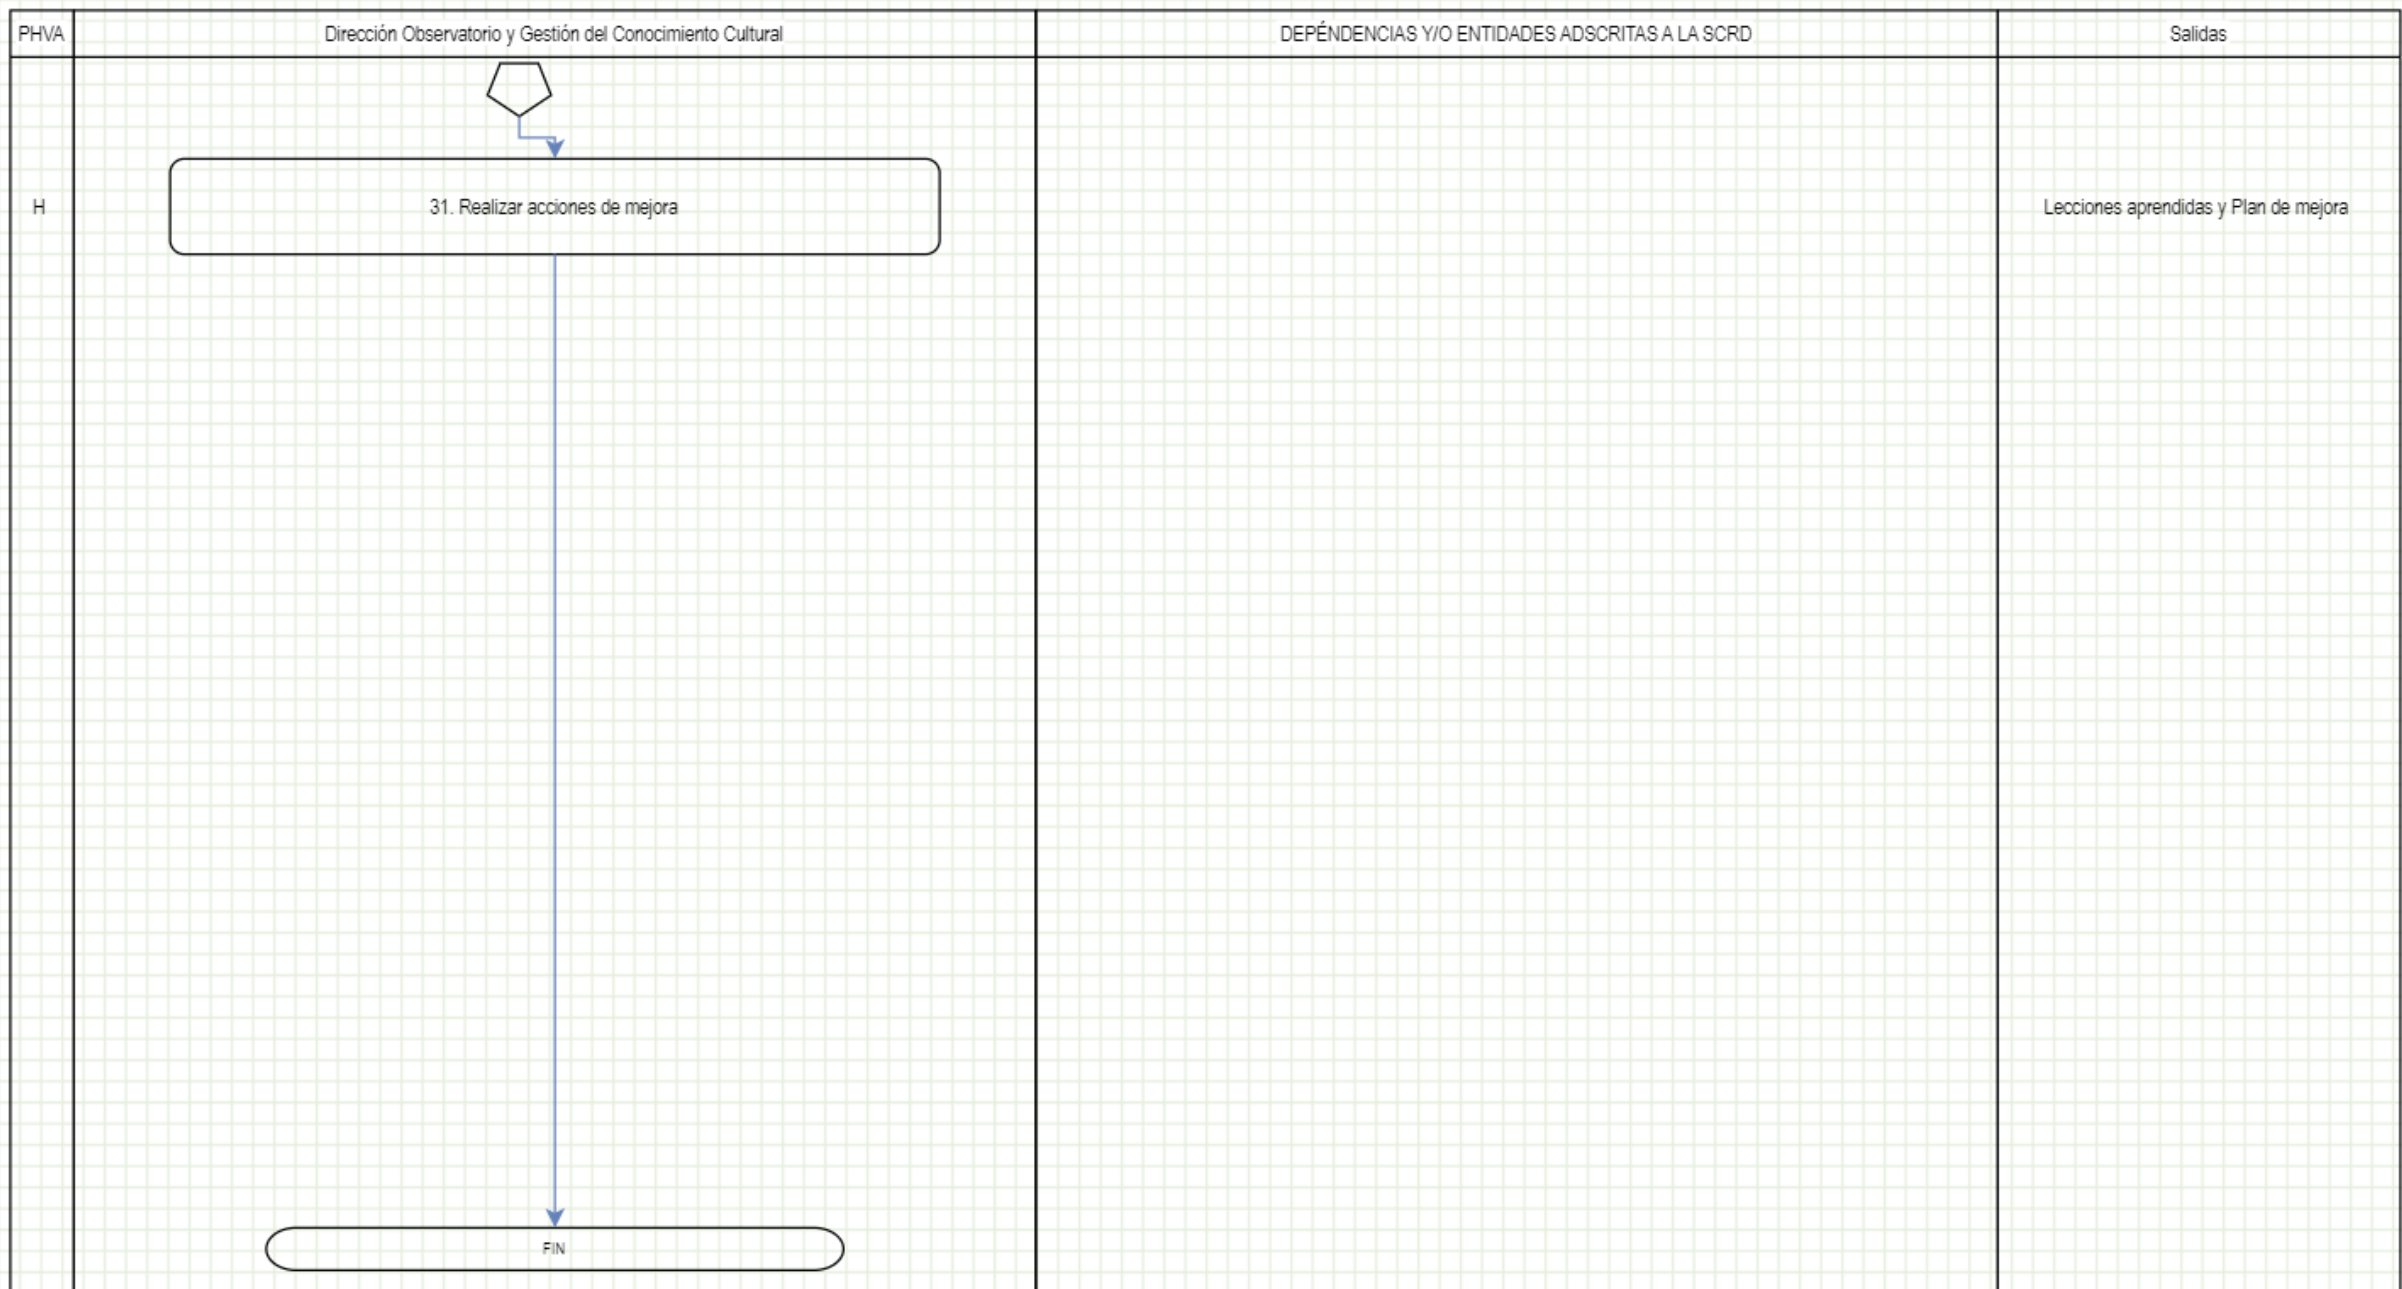 PHVA
Dirección Observatorio y Gestión del Conocimiento Cultural
DEPÉNDENCIAS Y/O ENTIDADES ADSCRITAS A LA SCRD
Salidas
H
31. Realizar acciones de mejora
Lecciones aprendidas y Plan de mejora
FIN